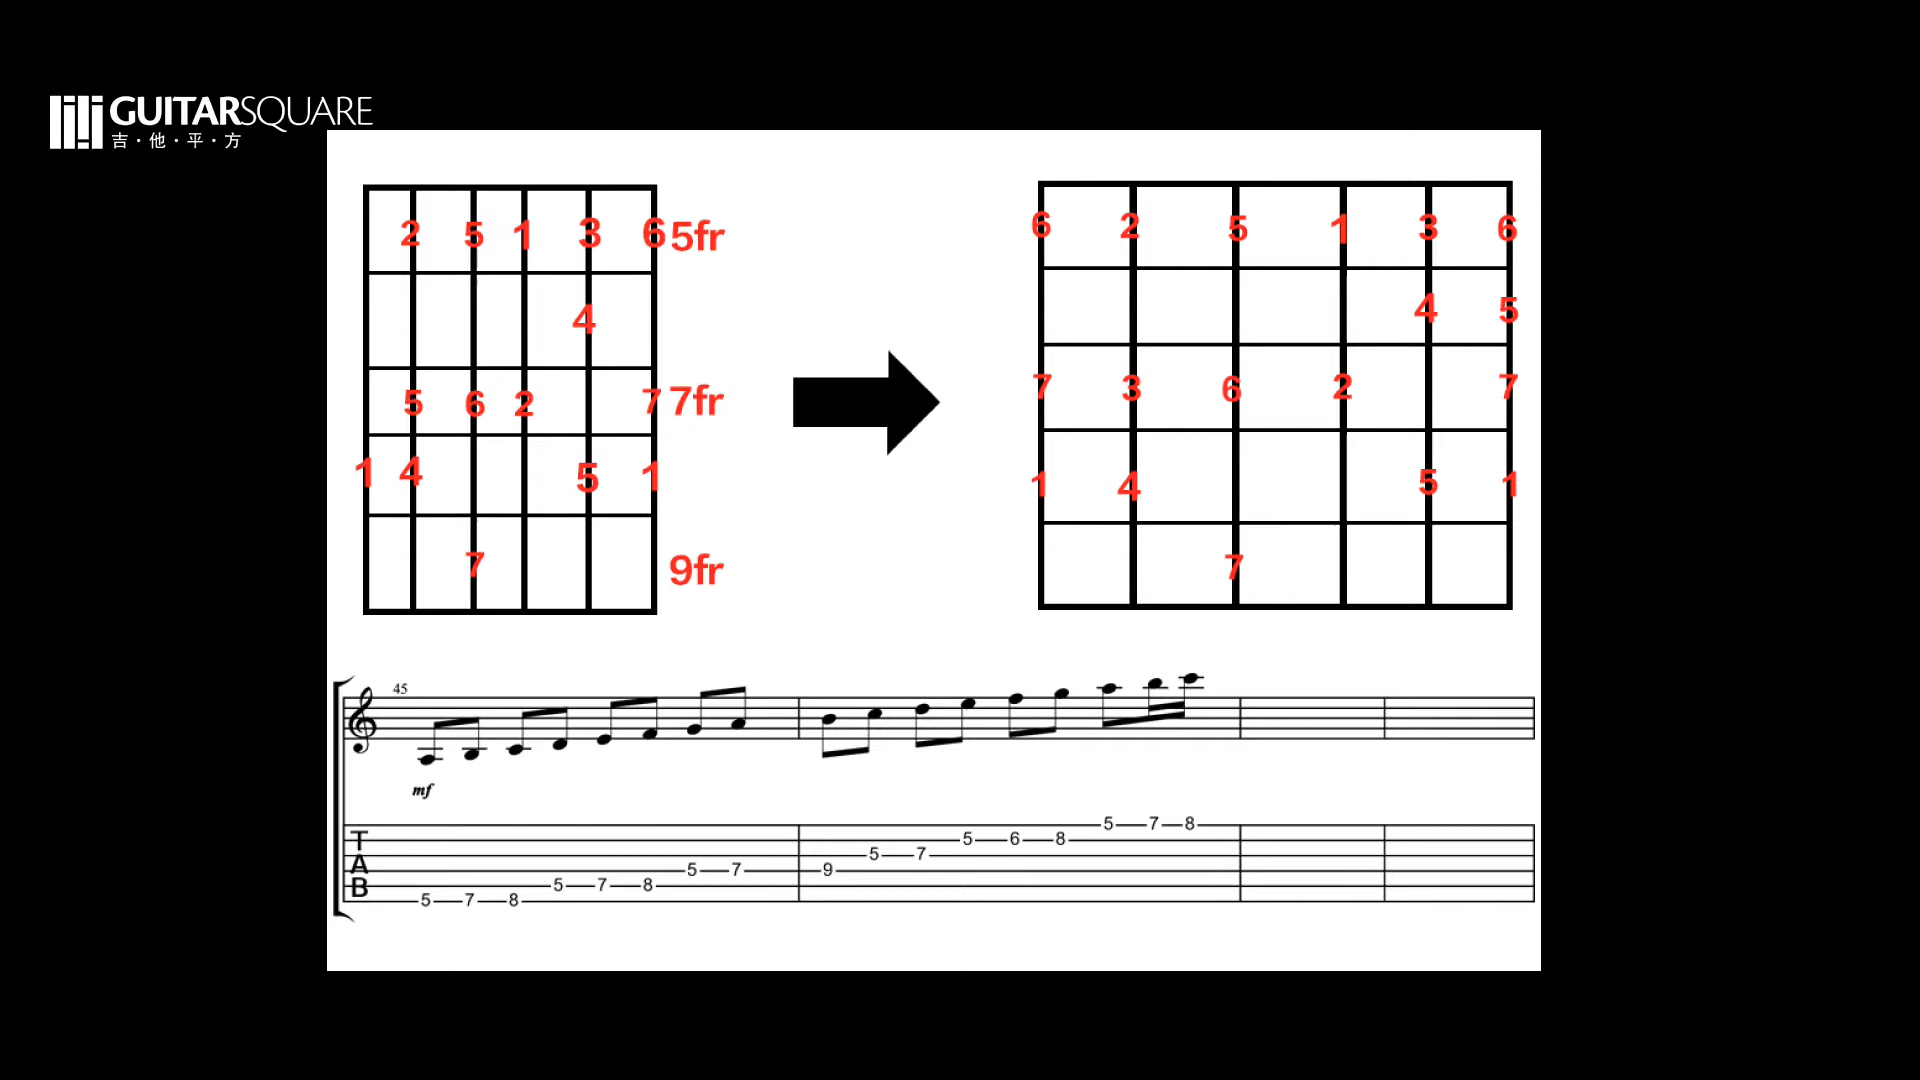 GUITARSQUARE
吉·他·平·方
2 5 1 3 6 5fr
4
5 6 2 7 7fr
1 4 5 1
7 9fr
6 2 5 1 3 6
4 5
7 3 6 2 7
1 4 5 1
7
45
mf
T
A
B
5 7 8
5 6 8
5 7
5 7 9
5 7 8
5 7 8